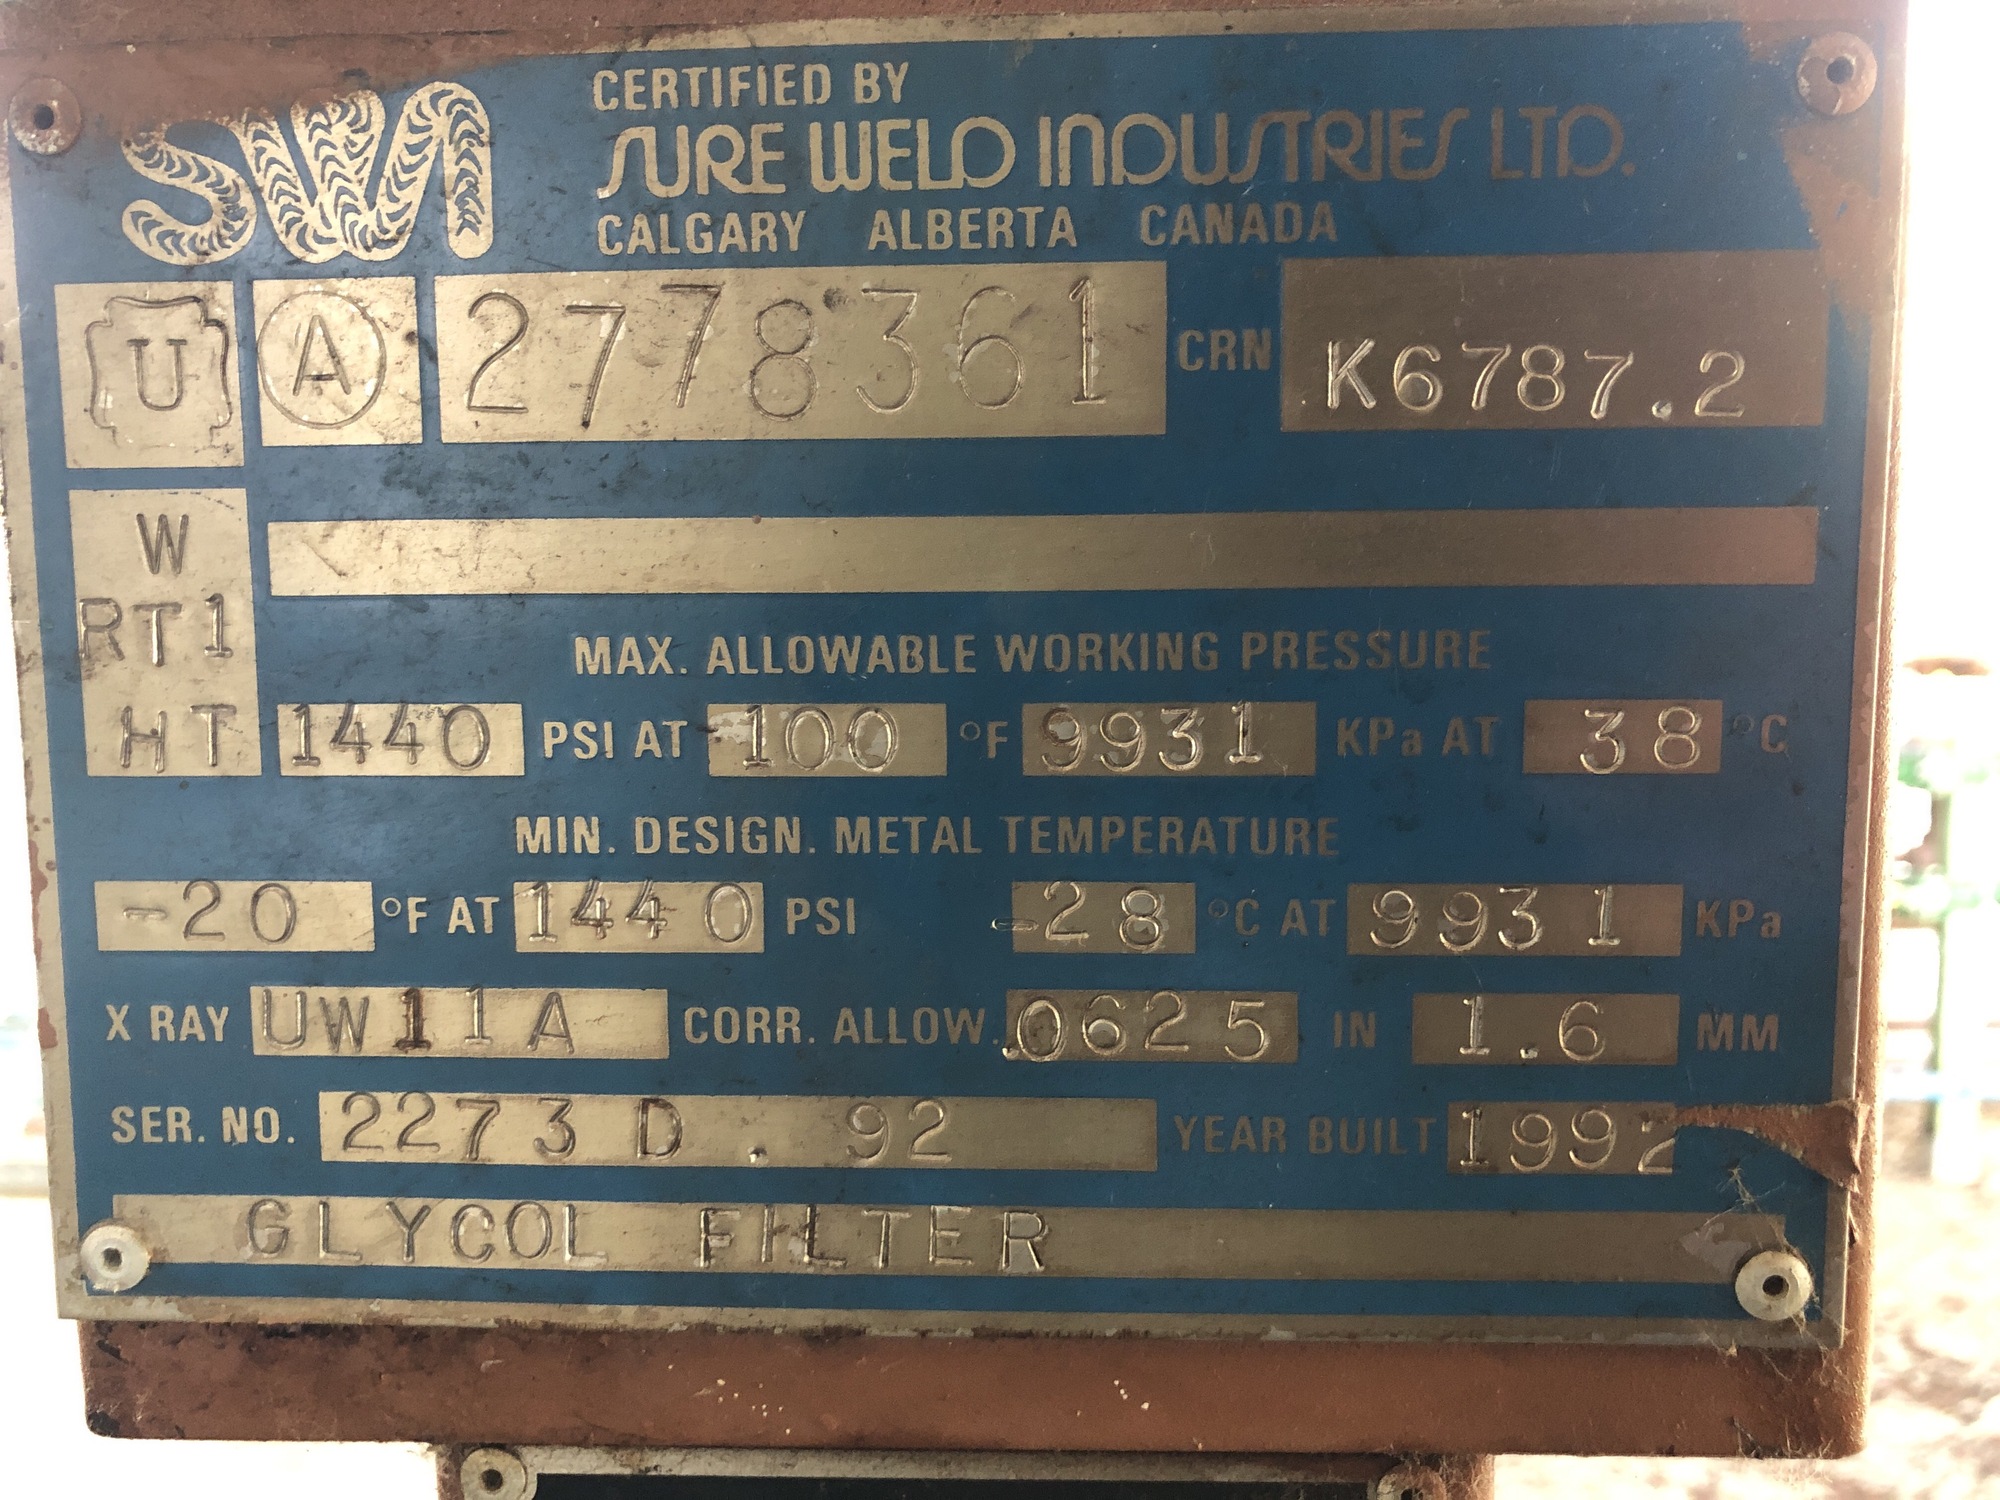 SWI
CERTIFIED BY
SURE WELD INDUSTRIES LTD.
CALGARY ALBERTA CANADA
U A 2778361 CRN K6787.2
W
RT1
MAX. ALLOWABLE WORKING PRESSURE
HT 1440 PSI AT 100 °F 9931 KPa AT 38 °C
MIN. DESIGN. METAL TEMPERATURE
-20 °F AT 1440 PSI -28 °C AT 9931 KPa
X RAY UW11A CORR. ALLOW. .0625 IN 1.6 MM
SER. NO. 2273 D . 92 YEAR BUILT 1992
GLYCOL FILTER